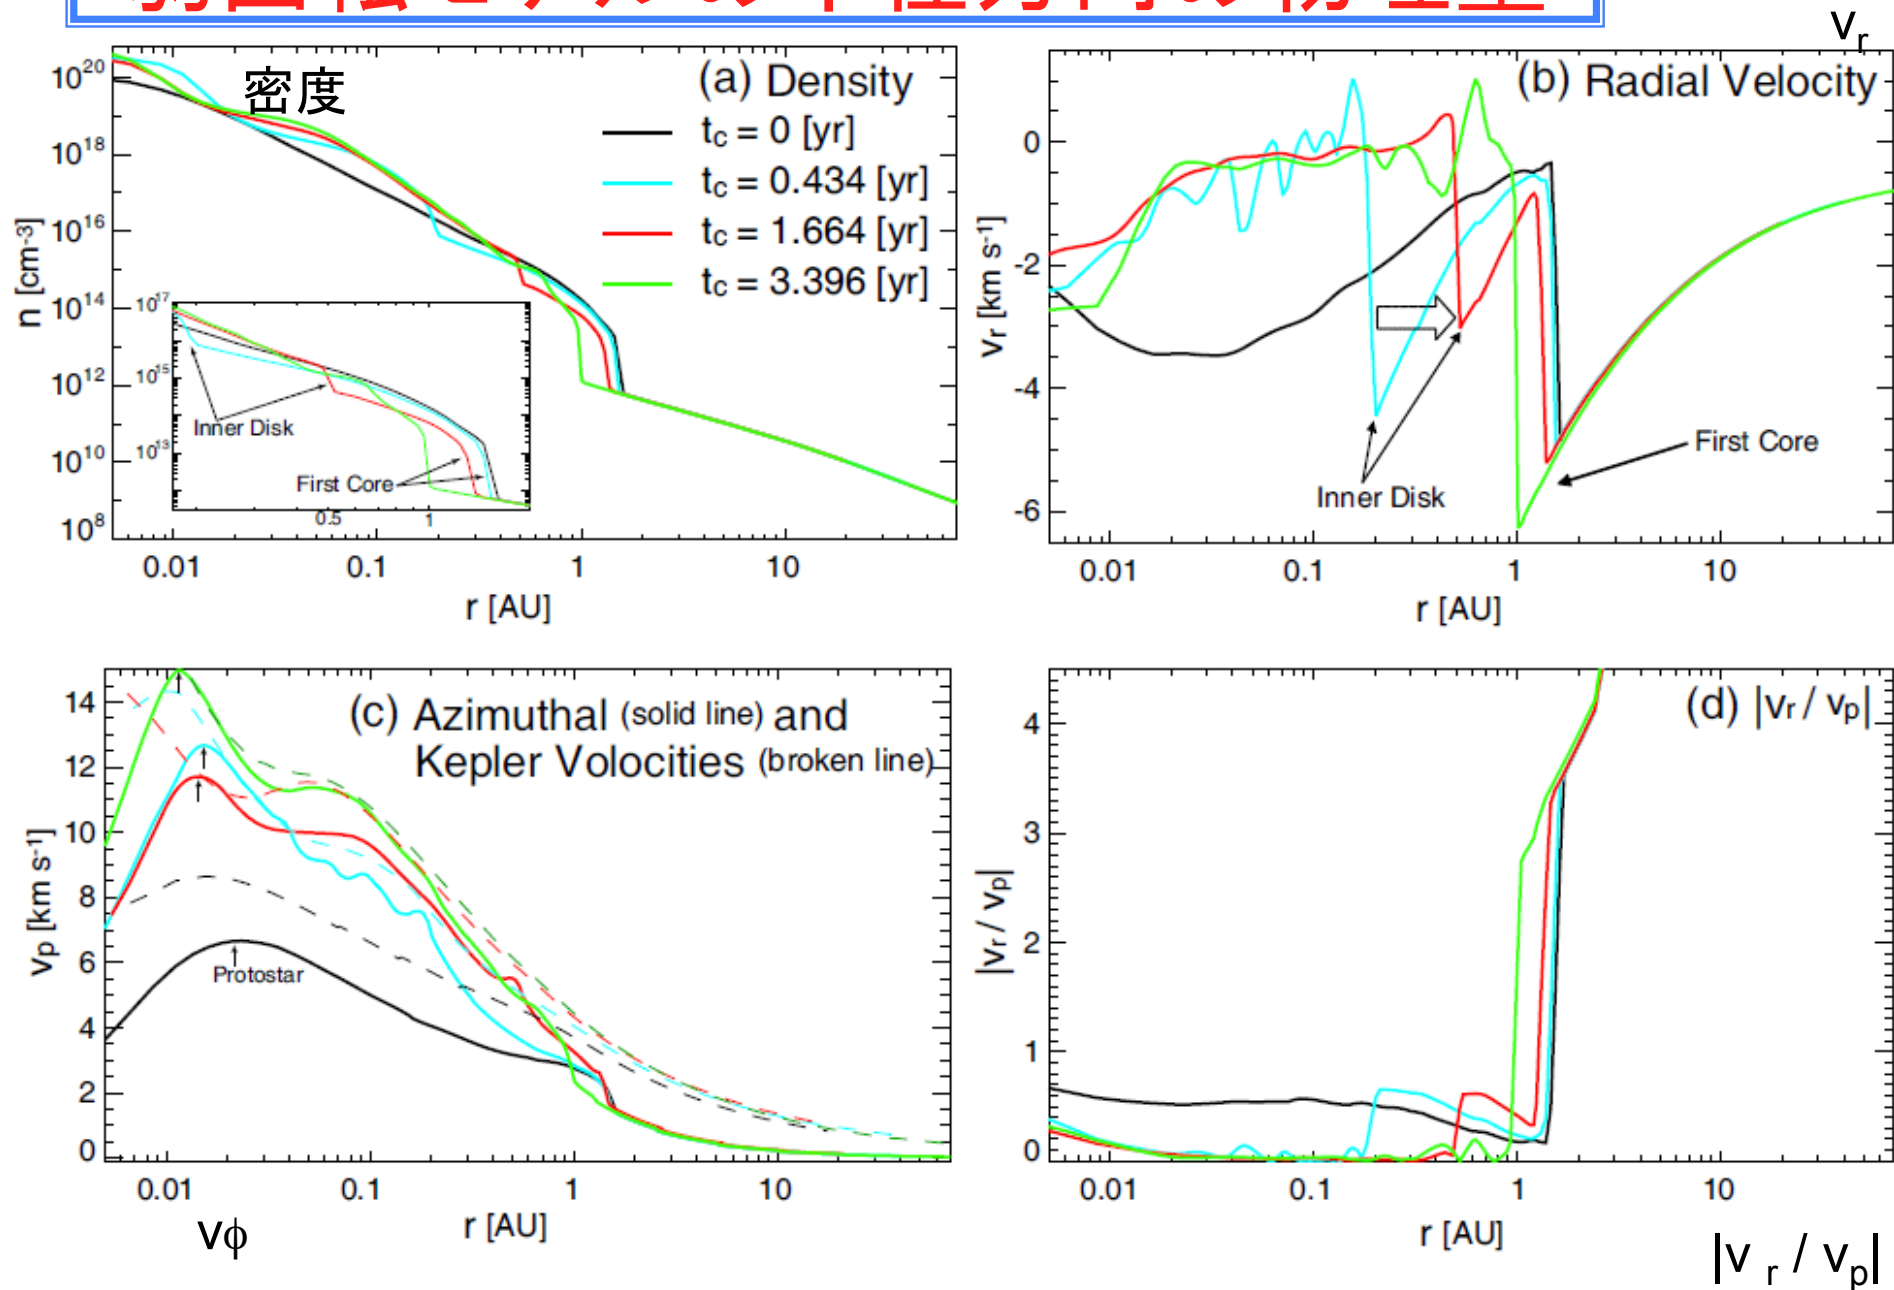 v_r
密度
(a) Density
t_c = 0 [yr]
t_c = 0.434 [yr]
t_c = 1.664 [yr]
t_c = 3.396 [yr]
n [cm^-3]
10^20
10^18
10^16
10^14
10^12
10^10
10^8
10^17
10^15
10^13
Inner Disk
First Core
0.5 1
0.01 0.1 1 10
r [AU]
(b) Radial Velocity
v_r [km s^-1]
0
-2
-4
-6
First Core
Inner Disk
0.01 0.1 1 10
r [AU]
(c) Azimuthal (solid line) and
Kepler Volocities (broken line)
v_p [km s^-1]
14
12
10
8
6
4
2
0
Protostar
0.01 0.1 1 10
r [AU]
vϕ
(d) |v_r / v_p|
|v_r / v_p|
4
3
2
1
0
0.01 0.1 1 10
r [AU]
|v_r / v_p|